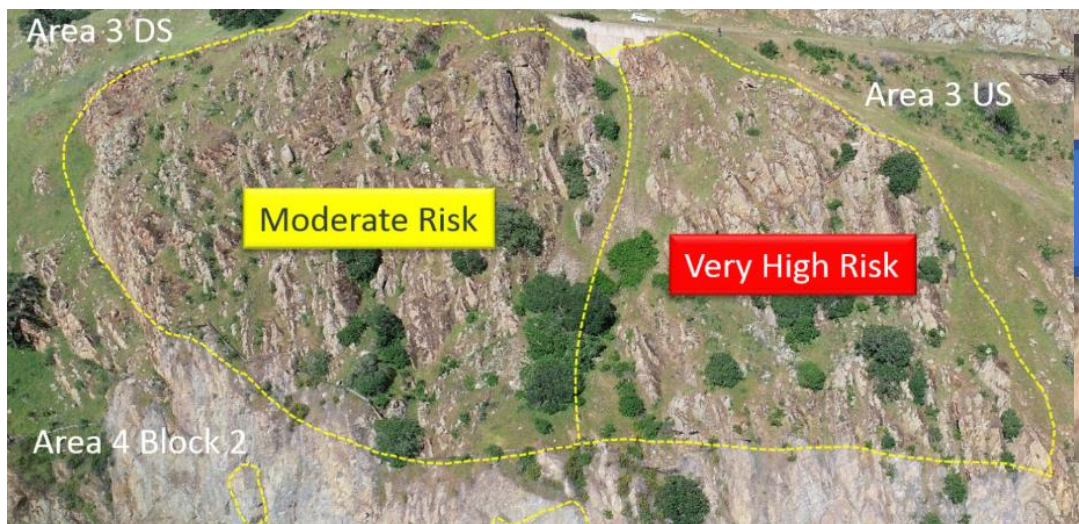 Area 3 DS
Area 3 US
Moderate Risk
Very High Risk
Area 4 Block 2